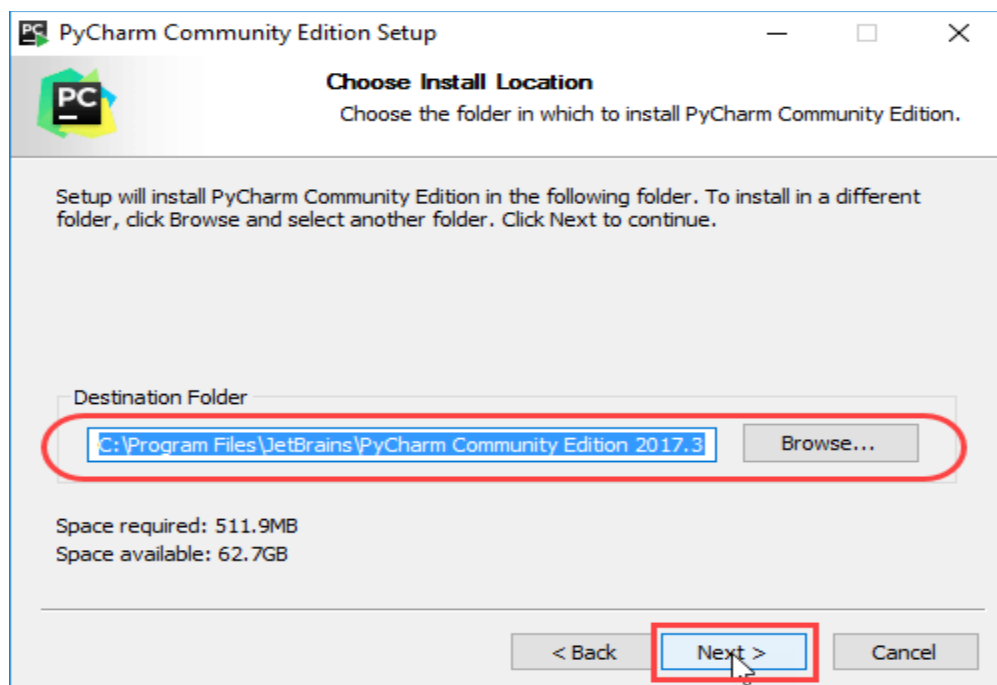 PyCharm Community Edition Setup
PC
Choose Install Location
Choose the folder in which to install PyCharm Community Edition.
Setup will install PyCharm Community Edition in the following folder. To install in a different
folder, click Browse and select another folder. Click Next to continue.
Destination Folder
C:\Program Files\JetBrains\PyCharm Community Edition 2017.3
Browse...
Space required: 511.9MB
Space available: 62.7GB
< Back Next > Cancel